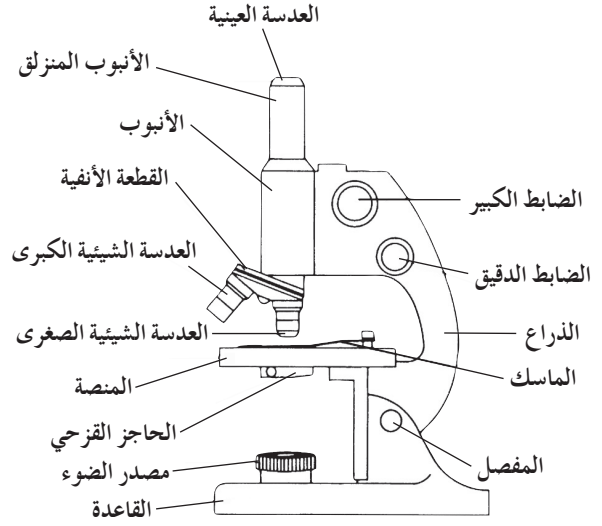 العدسة العينية
الأنبوب المنزلق
الأنبوب
القطعة الأنفية
العدسة الشيئية الكبرى
العدسة الشيئية الصغرى
المنصة
الحاجز القزحي
مصدر الضوء
القاعدة
الضابط الكبير
الضابط الدقيق
الذراع
الماسك
المفصل